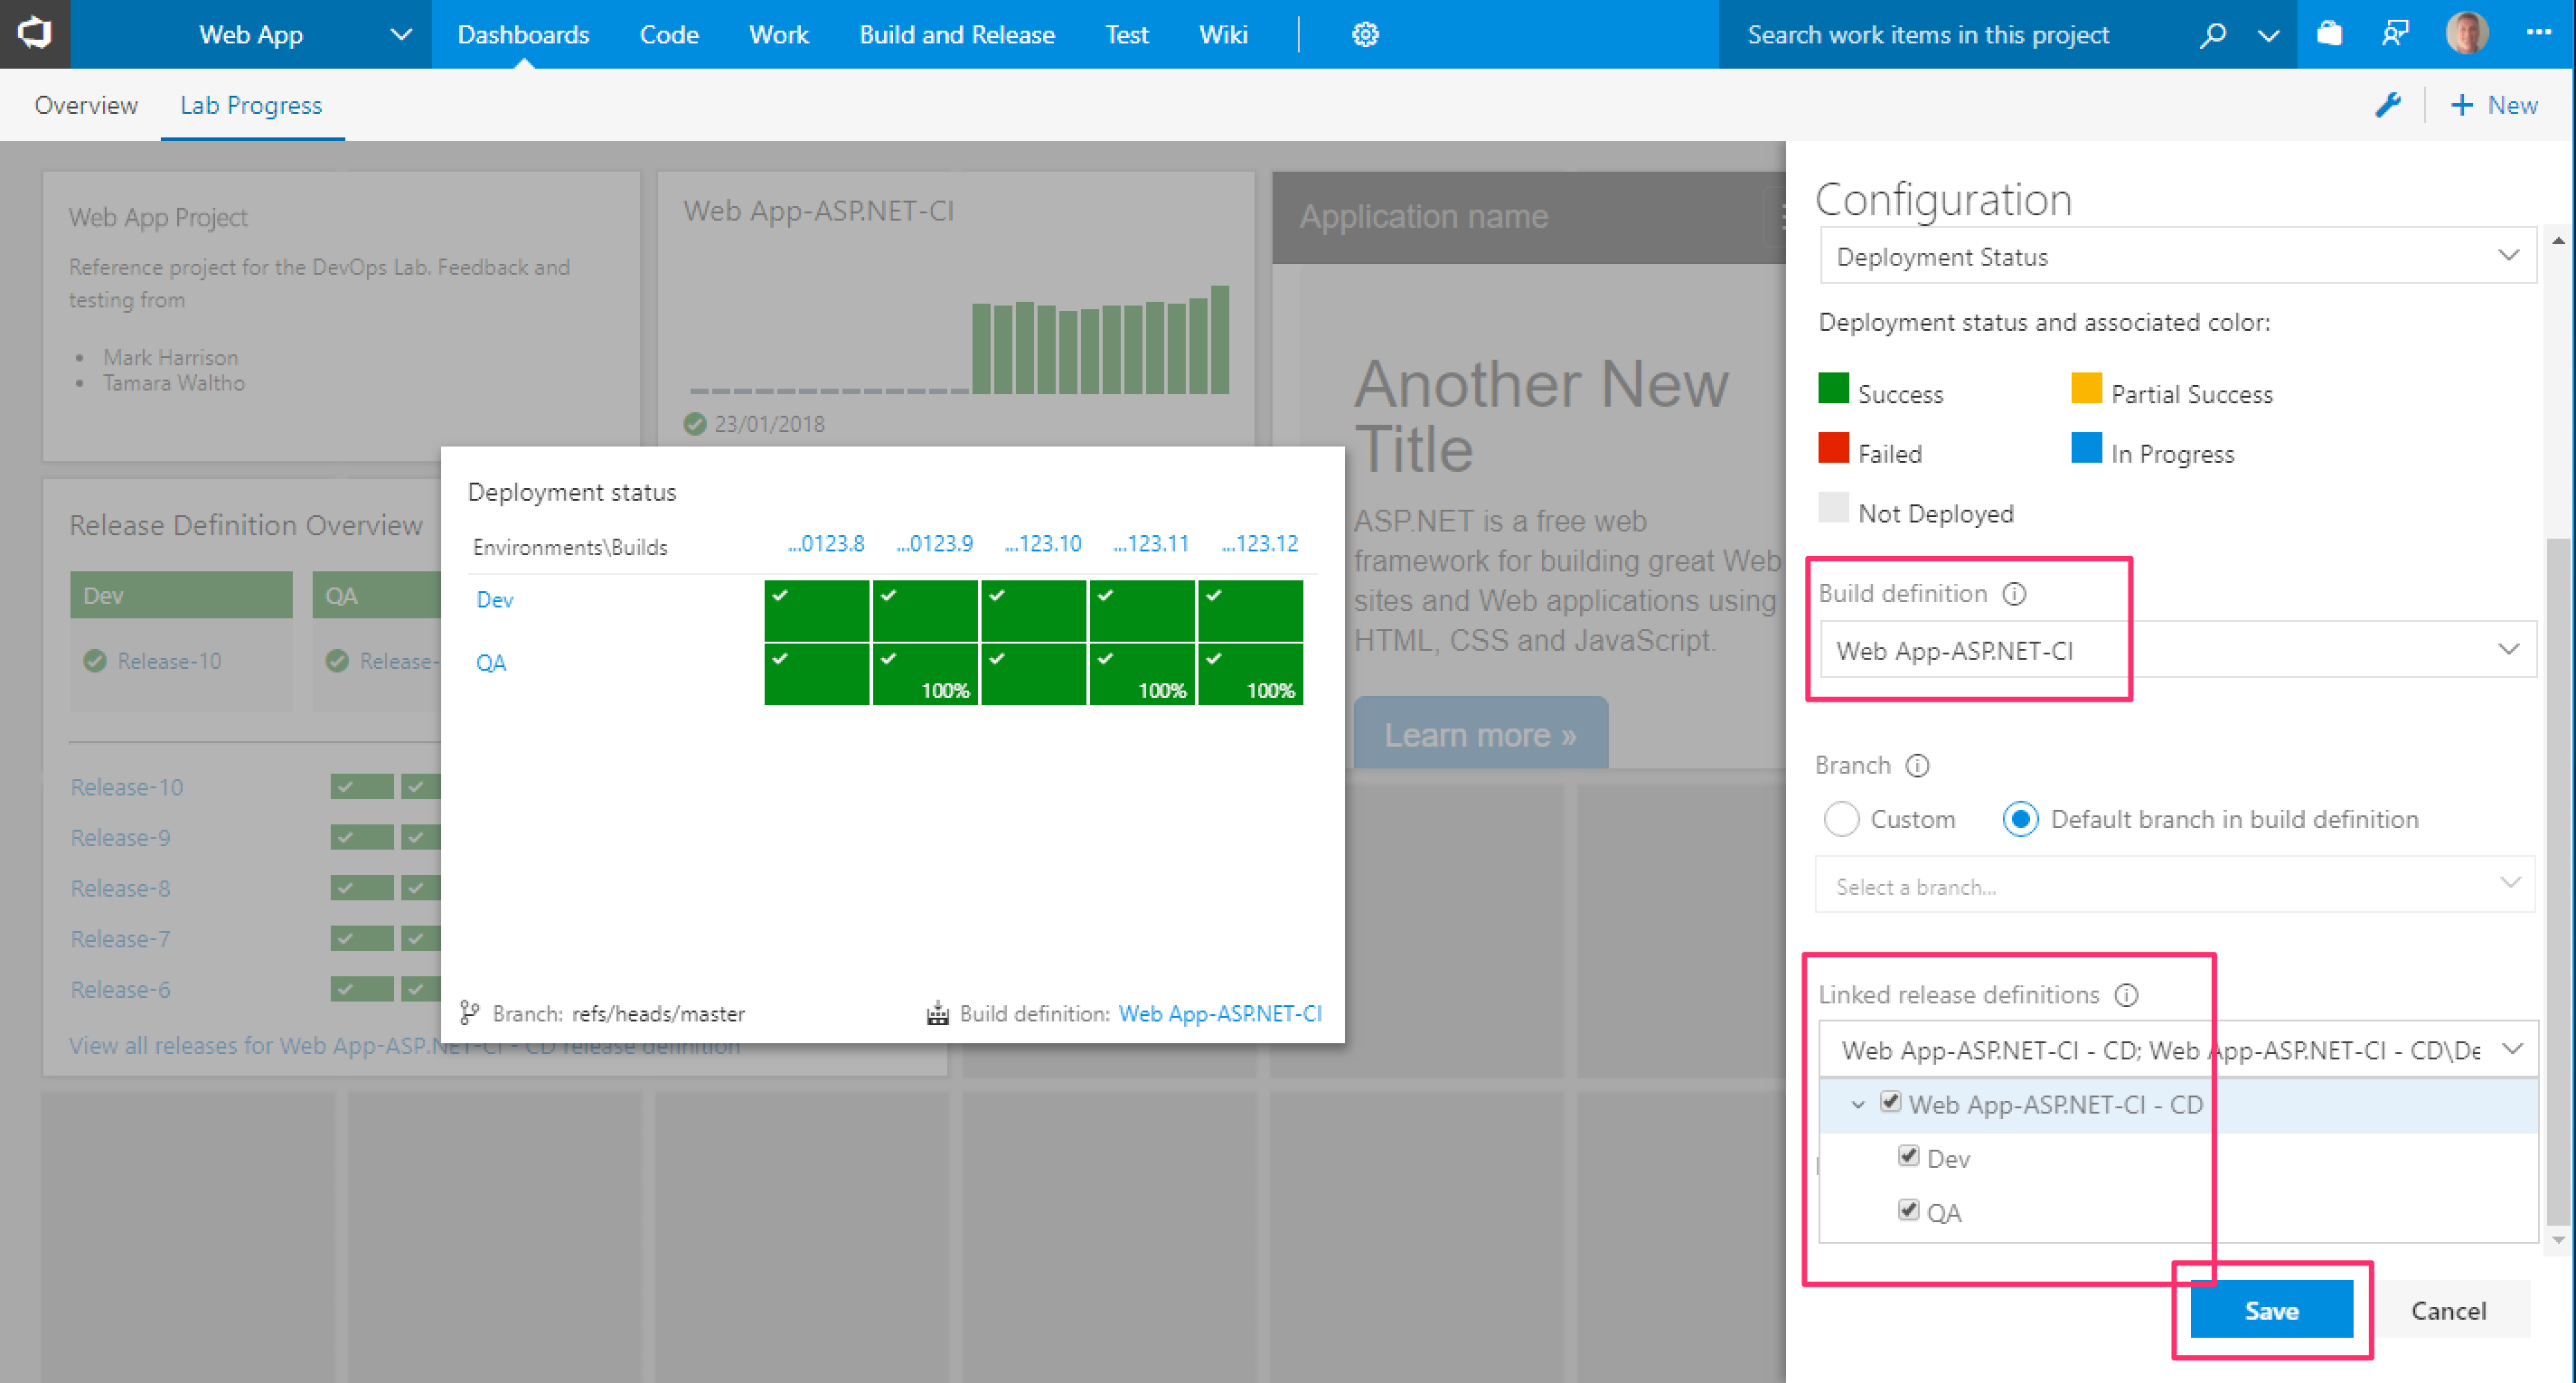 Web App
Dashboards
Code
Work
Build and Release
Test
Wiki
Search work items in this project
Overview
Lab Progress
New
Web App Project
Reference project for the DevOps Lab. Feedback and
testing from
Mark Harrison
Tamara Waltho
Web App-ASP.NET-CI
23/01/2018
Application name
Another New
Title
ASP.NET is a free web
framework for building great Web
sites and Web applications using
HTML, CSS and JavaScript.
Learn more »
Release Definition Overview
Dev
QA
Release-10
Release-
Release-10
Release-9
Release-8
Release-7
Release-6
View all releases for Web App-ASP.NET-CI - CD release definition
Deployment status
Environments\Builds
...0123.8
...0123.9
...123.10
...123.11
...123.12
Dev
QA
100%
100%
100%
Branch: refs/heads/master
Build definition: Web App-ASP.NET-CI
Configuration
Deployment Status
Deployment status and associated color:
Success
Partial Success
Failed
In Progress
Not Deployed
Build definition
Web App-ASP.NET-CI
Branch
Custom
Default branch in build definition
Select a branch...
Linked release definitions
Web App-ASP.NET-CI - CD; Web App-ASP.NET-CI - CD\De
Web App-ASP.NET-CI - CD
Dev
QA
Save
Cancel